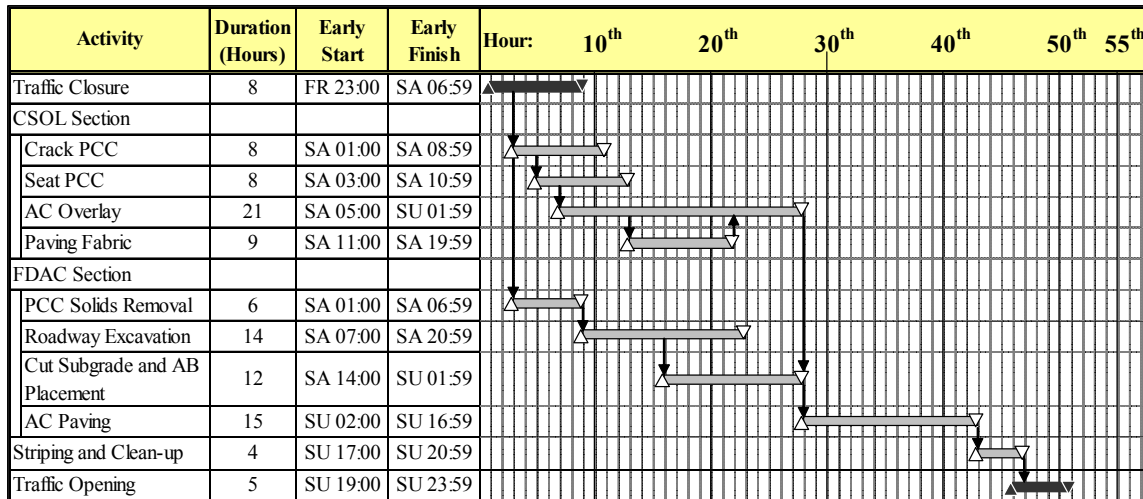 Activity Duration (Hours) Early Start Early Finish Hour: 10th 20th 30th 40th 50th 55th
Traffic Closure 8 FR 23:00 SA 06:59
CSOL Section
Crack PCC 8 SA 01:00 SA 08:59
Seat PCC 8 SA 03:00 SA 10:59
AC Overlay 21 SA 05:00 SU 01:59
Paving Fabric 9 SA 11:00 SA 19:59
FDAC Section
PCC Solids Removal 6 SA 01:00 SA 06:59
Roadway Excavation 14 SA 07:00 SA 20:59
Cut Subgrade and AB
Placement 12 SA 14:00 SU 01:59
AC Paving 15 SU 02:00 SU 16:59
Striping and Clean-up 4 SU 17:00 SU 20:59
Traffic Opening 5 SU 19:00 SU 23:59